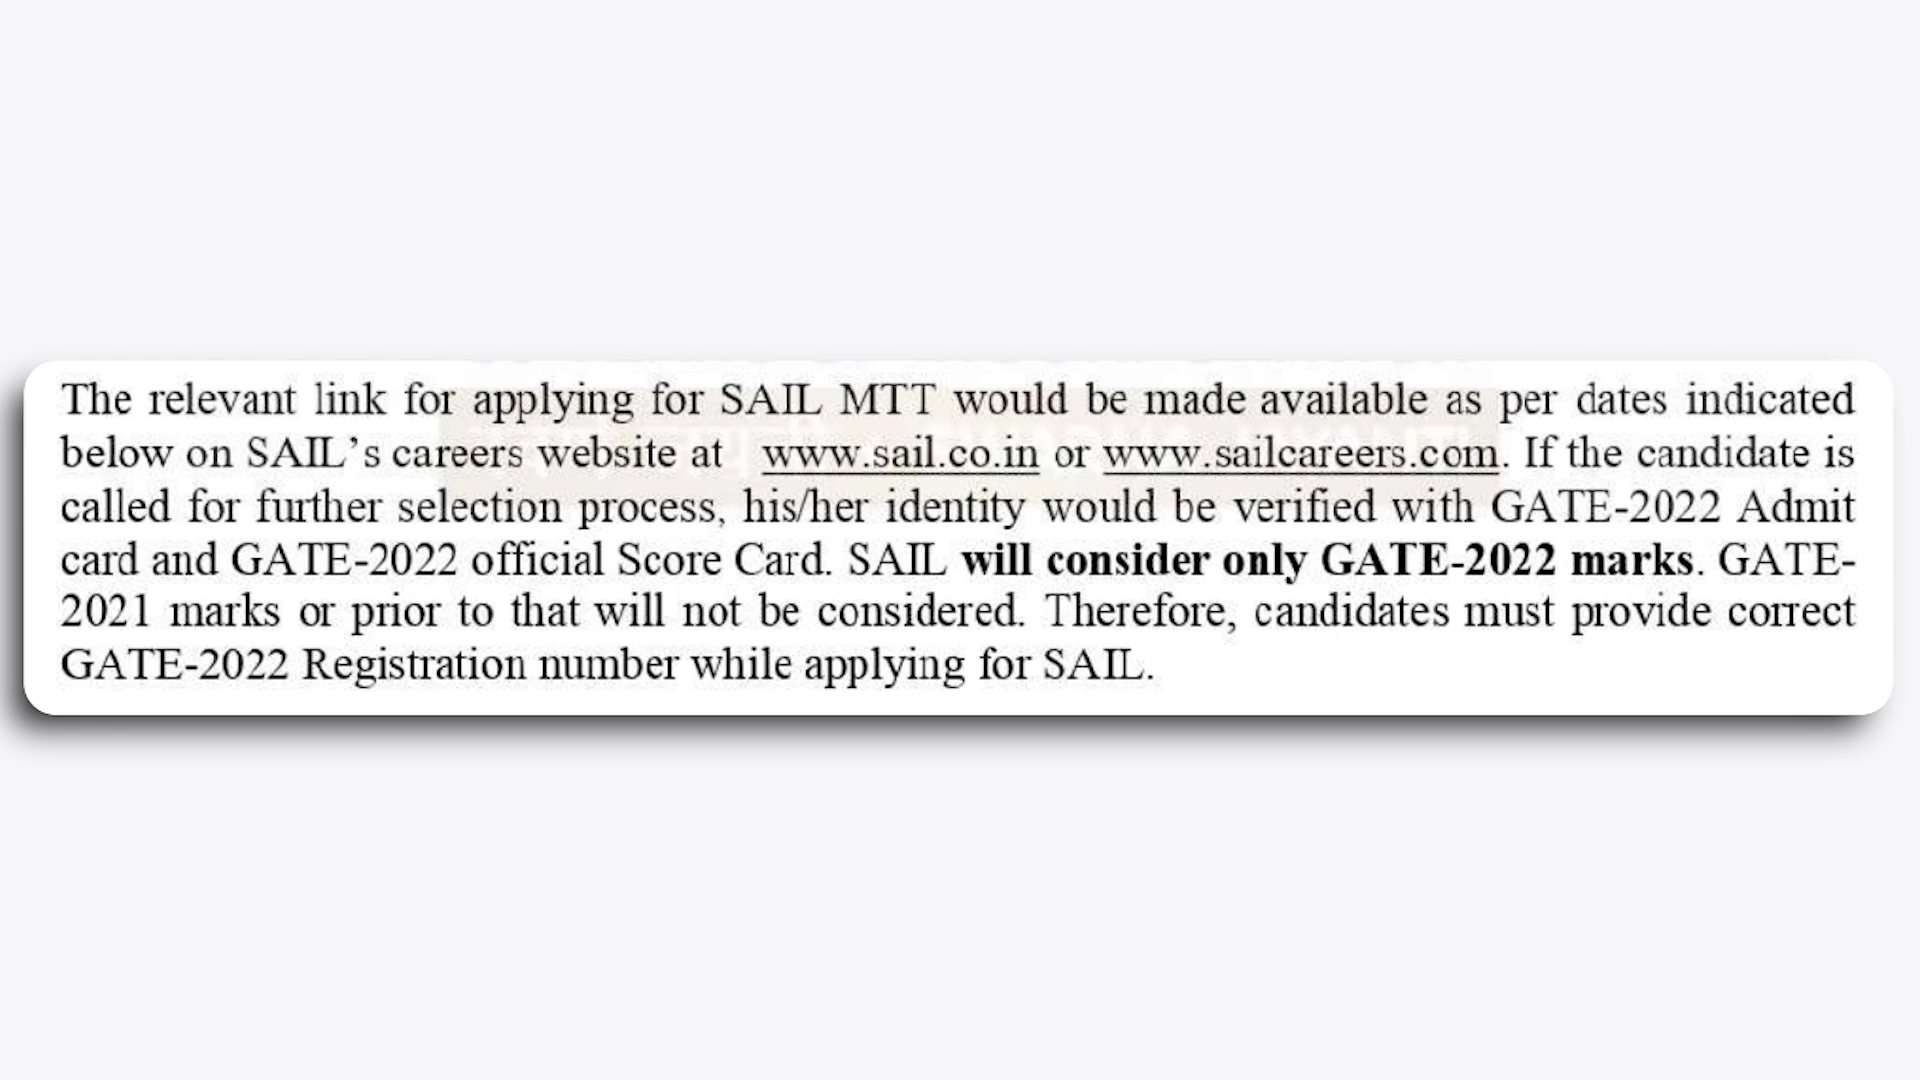 The relevant link for applying for SAIL MTT would be made available as per dates indicated
below on SAIL's careers website at www.sail.co.in or www.sailcareers.com. If the candidate is
called for further selection process, his/her identity would be verified with GATE-2022 Admit
card and GATE-2022 official Score Card. SAIL will consider only GATE-2022 marks. GATE-
2021 marks or prior to that will not be considered. Therefore, candidates must provide correct
GATE-2022 Registration number while applying for SAIL.